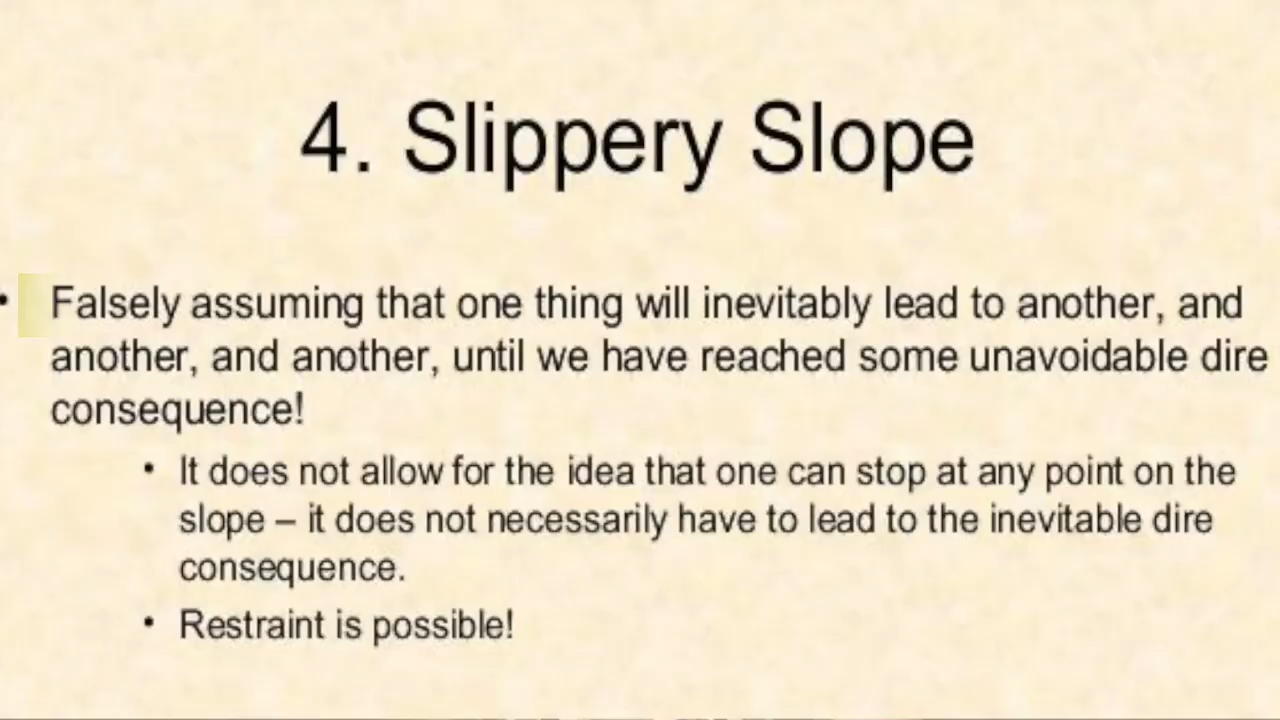 4. Slippery Slope
• Falsely assuming that one thing will inevitably lead to another, and
another, and another, until we have reached some unavoidable dire
consequence!
• It does not allow for the idea that one can stop at any point on the
slope – it does not necessarily have to lead to the inevitable dire
consequence.
• Restraint is possible!